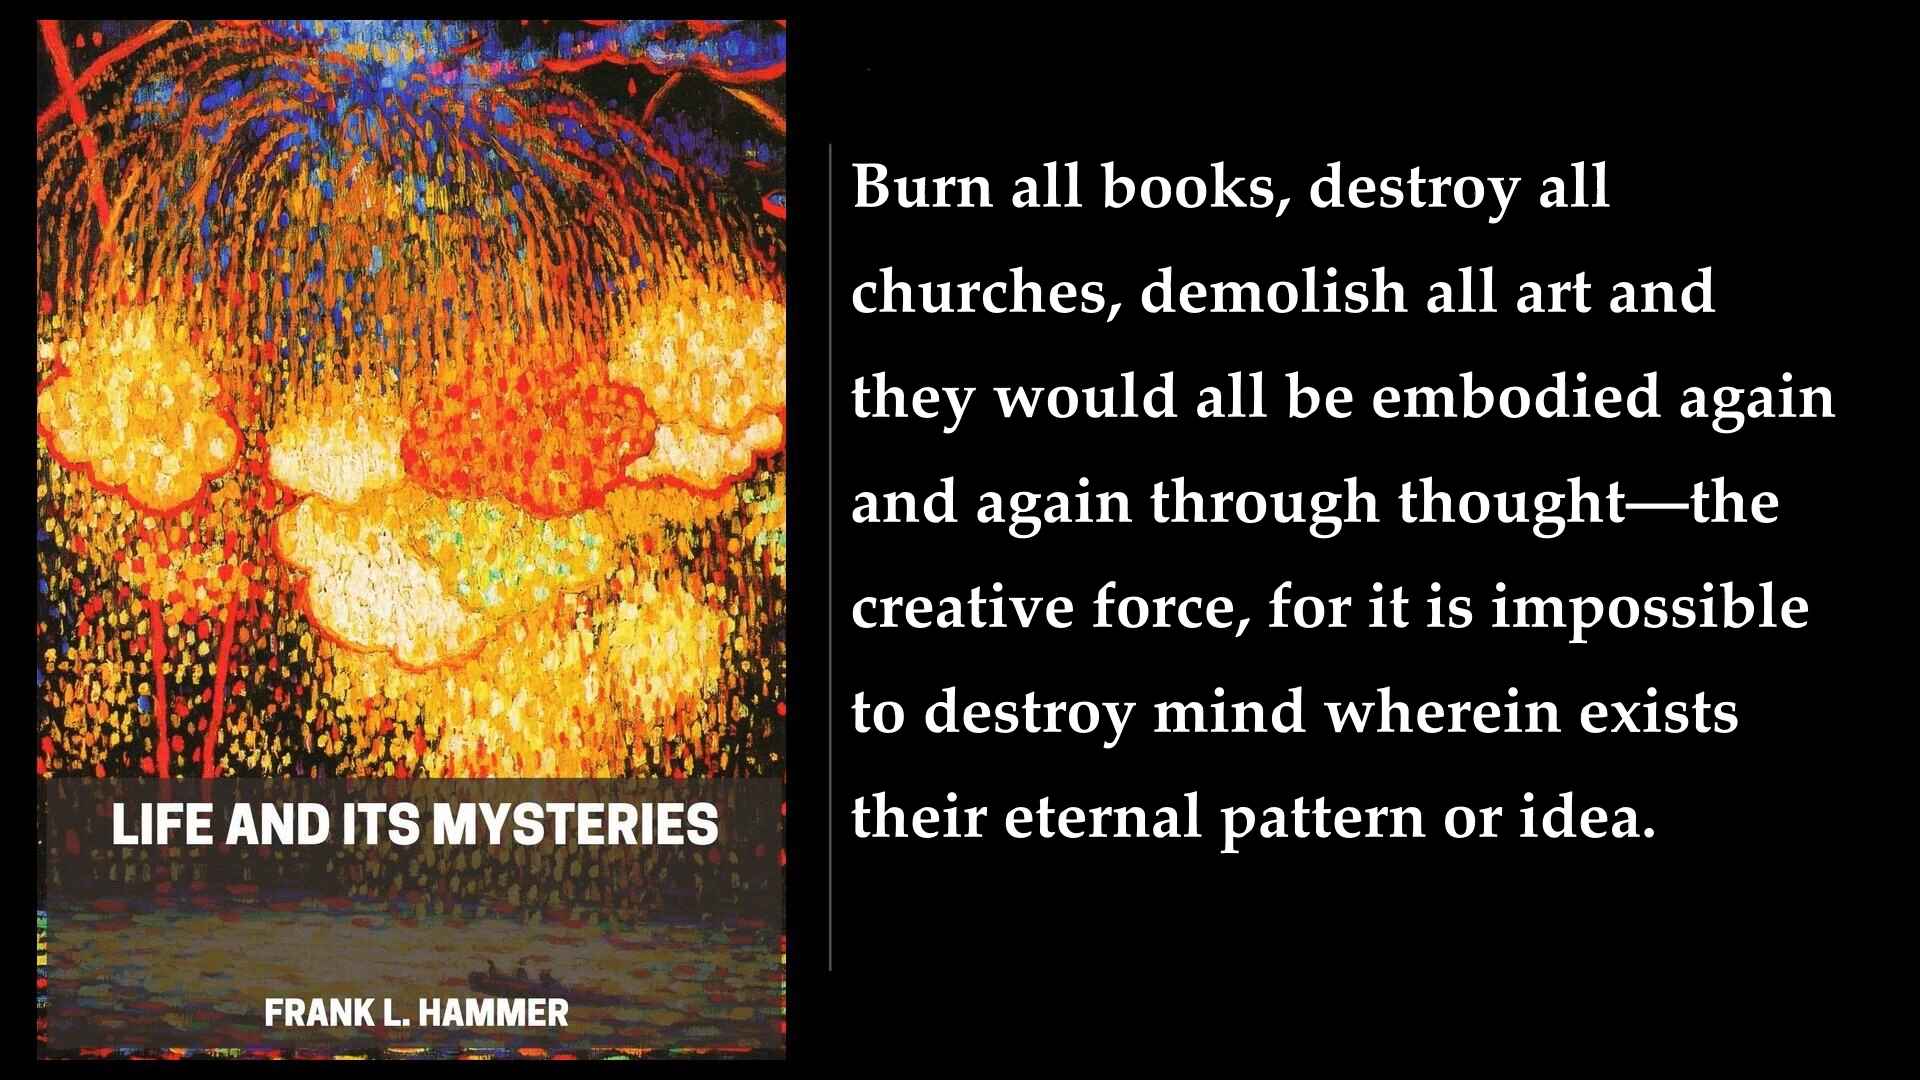 LIFE AND ITS MYSTERIES
FRANK L. HAMMER
Burn all books, destroy all
churches, demolish all art and
they would all be embodied again
and again through thought—the
creative force, for it is impossible
to destroy mind wherein exists
their eternal pattern or idea.